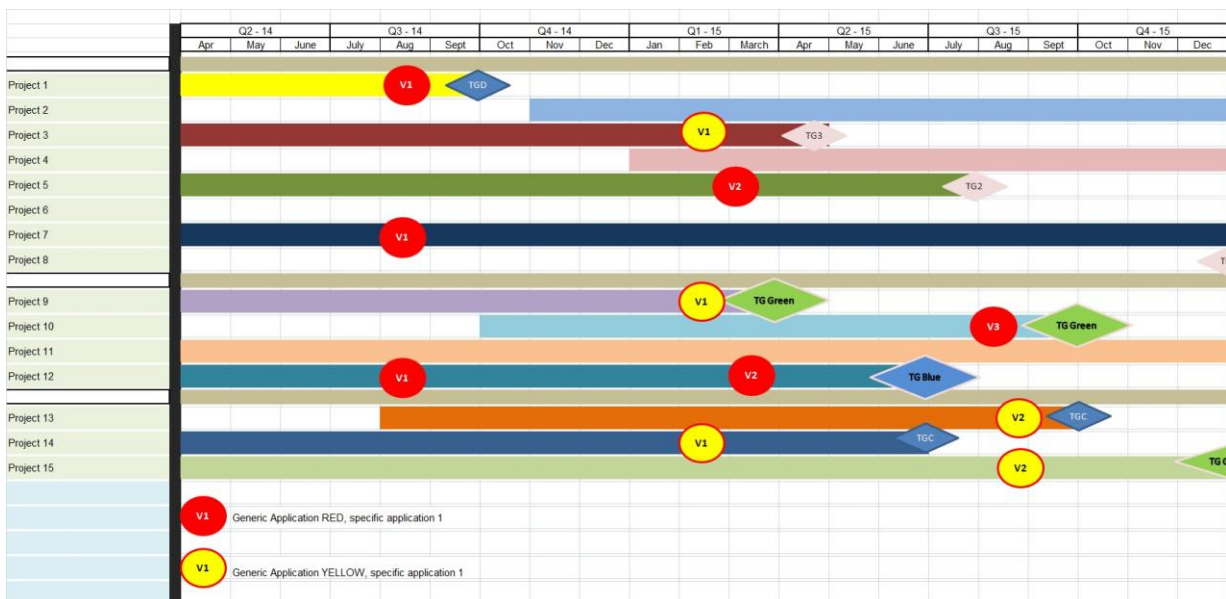 Q2 - 14 Q3 - 14 Q4 - 14 Q1 - 15 Q2 - 15 Q3 - 15 Q4 - 15
Apr May June July Aug Sept Oct Nov Dec Jan Feb March Apr May June July Aug Sept Oct Nov Dec
Project 1 V1 TGD
Project 2
Project 3 V1 TG3
Project 4
Project 5 V2 TG2
Project 6
Project 7 V1
Project 8
Project 9 V1 TG Green
Project 10 V3 TG Green
Project 11
Project 12 V1 V2 TG Blue
Project 13 V2 TGC
Project 14 V1 TGC
Project 15 V2 TG
V1 Generic Application RED, specific application 1
V1 Generic Application YELLOW, specific application 1